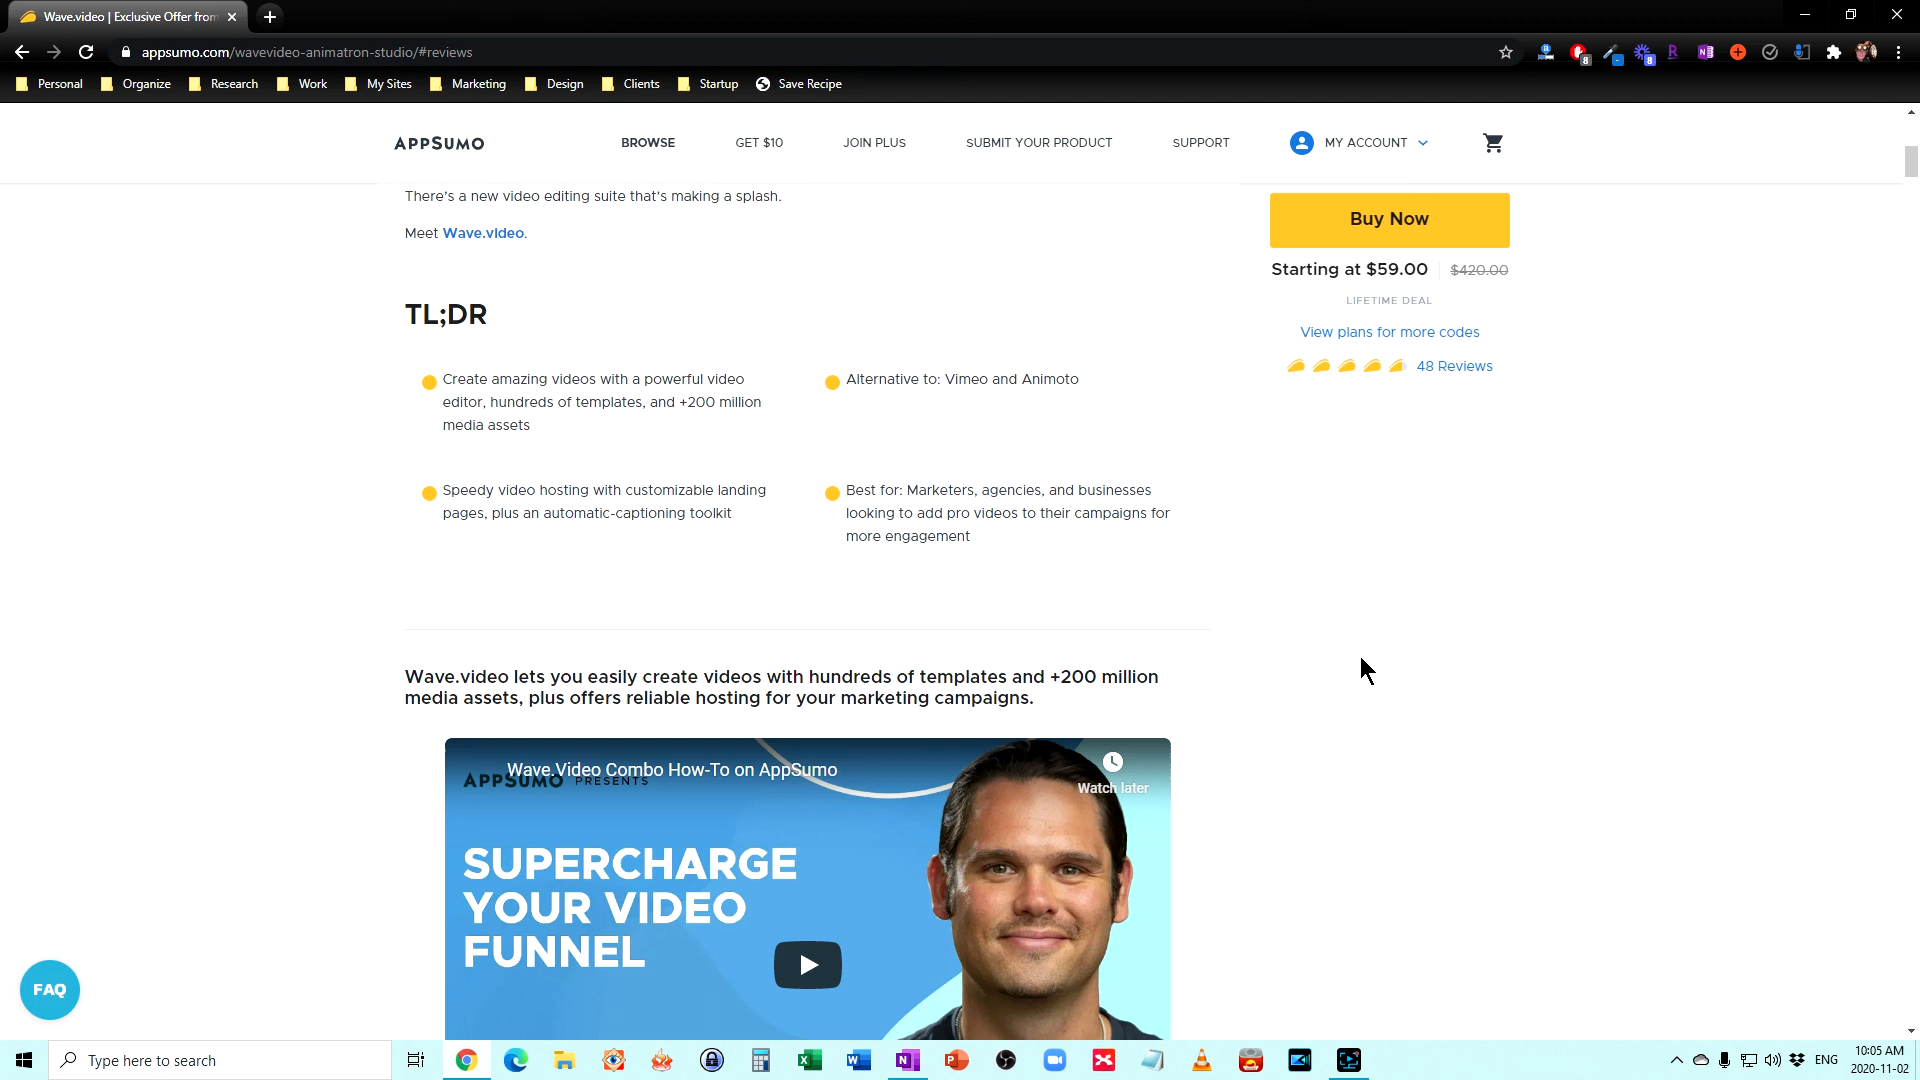 Wave.video | Exclusive Offer from
appsumo.com/wavevideo-animatron-studio/#reviews
8
8
Personal
Organize
Research
Work
My Sites
Marketing
Design
Clients
Startup
Save Recipe
APPSUMO
BROWSE
GET $10
JOIN PLUS
SUBMIT YOUR PRODUCT
SUPPORT
MY ACCOUNT
There's a new video editing suite that's making a splash.
Meet Wave.video.
Buy Now
Starting at $59.00
$420.00
LIFETIME DEAL
View plans for more codes
48 Reviews
TL;DR
Create amazing videos with a powerful video
editor, hundreds of templates, and +200 million
media assets
Alternative to: Vimeo and Animoto
Speedy video hosting with customizable landing
pages, plus an automatic-captioning toolkit
Best for: Marketers, agencies, and businesses
looking to add pro videos to their campaigns for
more engagement
Wave.video lets you easily create videos with hundreds of templates and +200 million
media assets, plus offers reliable hosting for your marketing campaigns.
Wave.Video Combo How-To on AppSumo
APPSUMO PRESENTS
Watch later
SUPERCHARGE
YOUR VIDEO
FUNNEL
FAQ
Type here to search
ENG
10:05 AM
2020-11-02